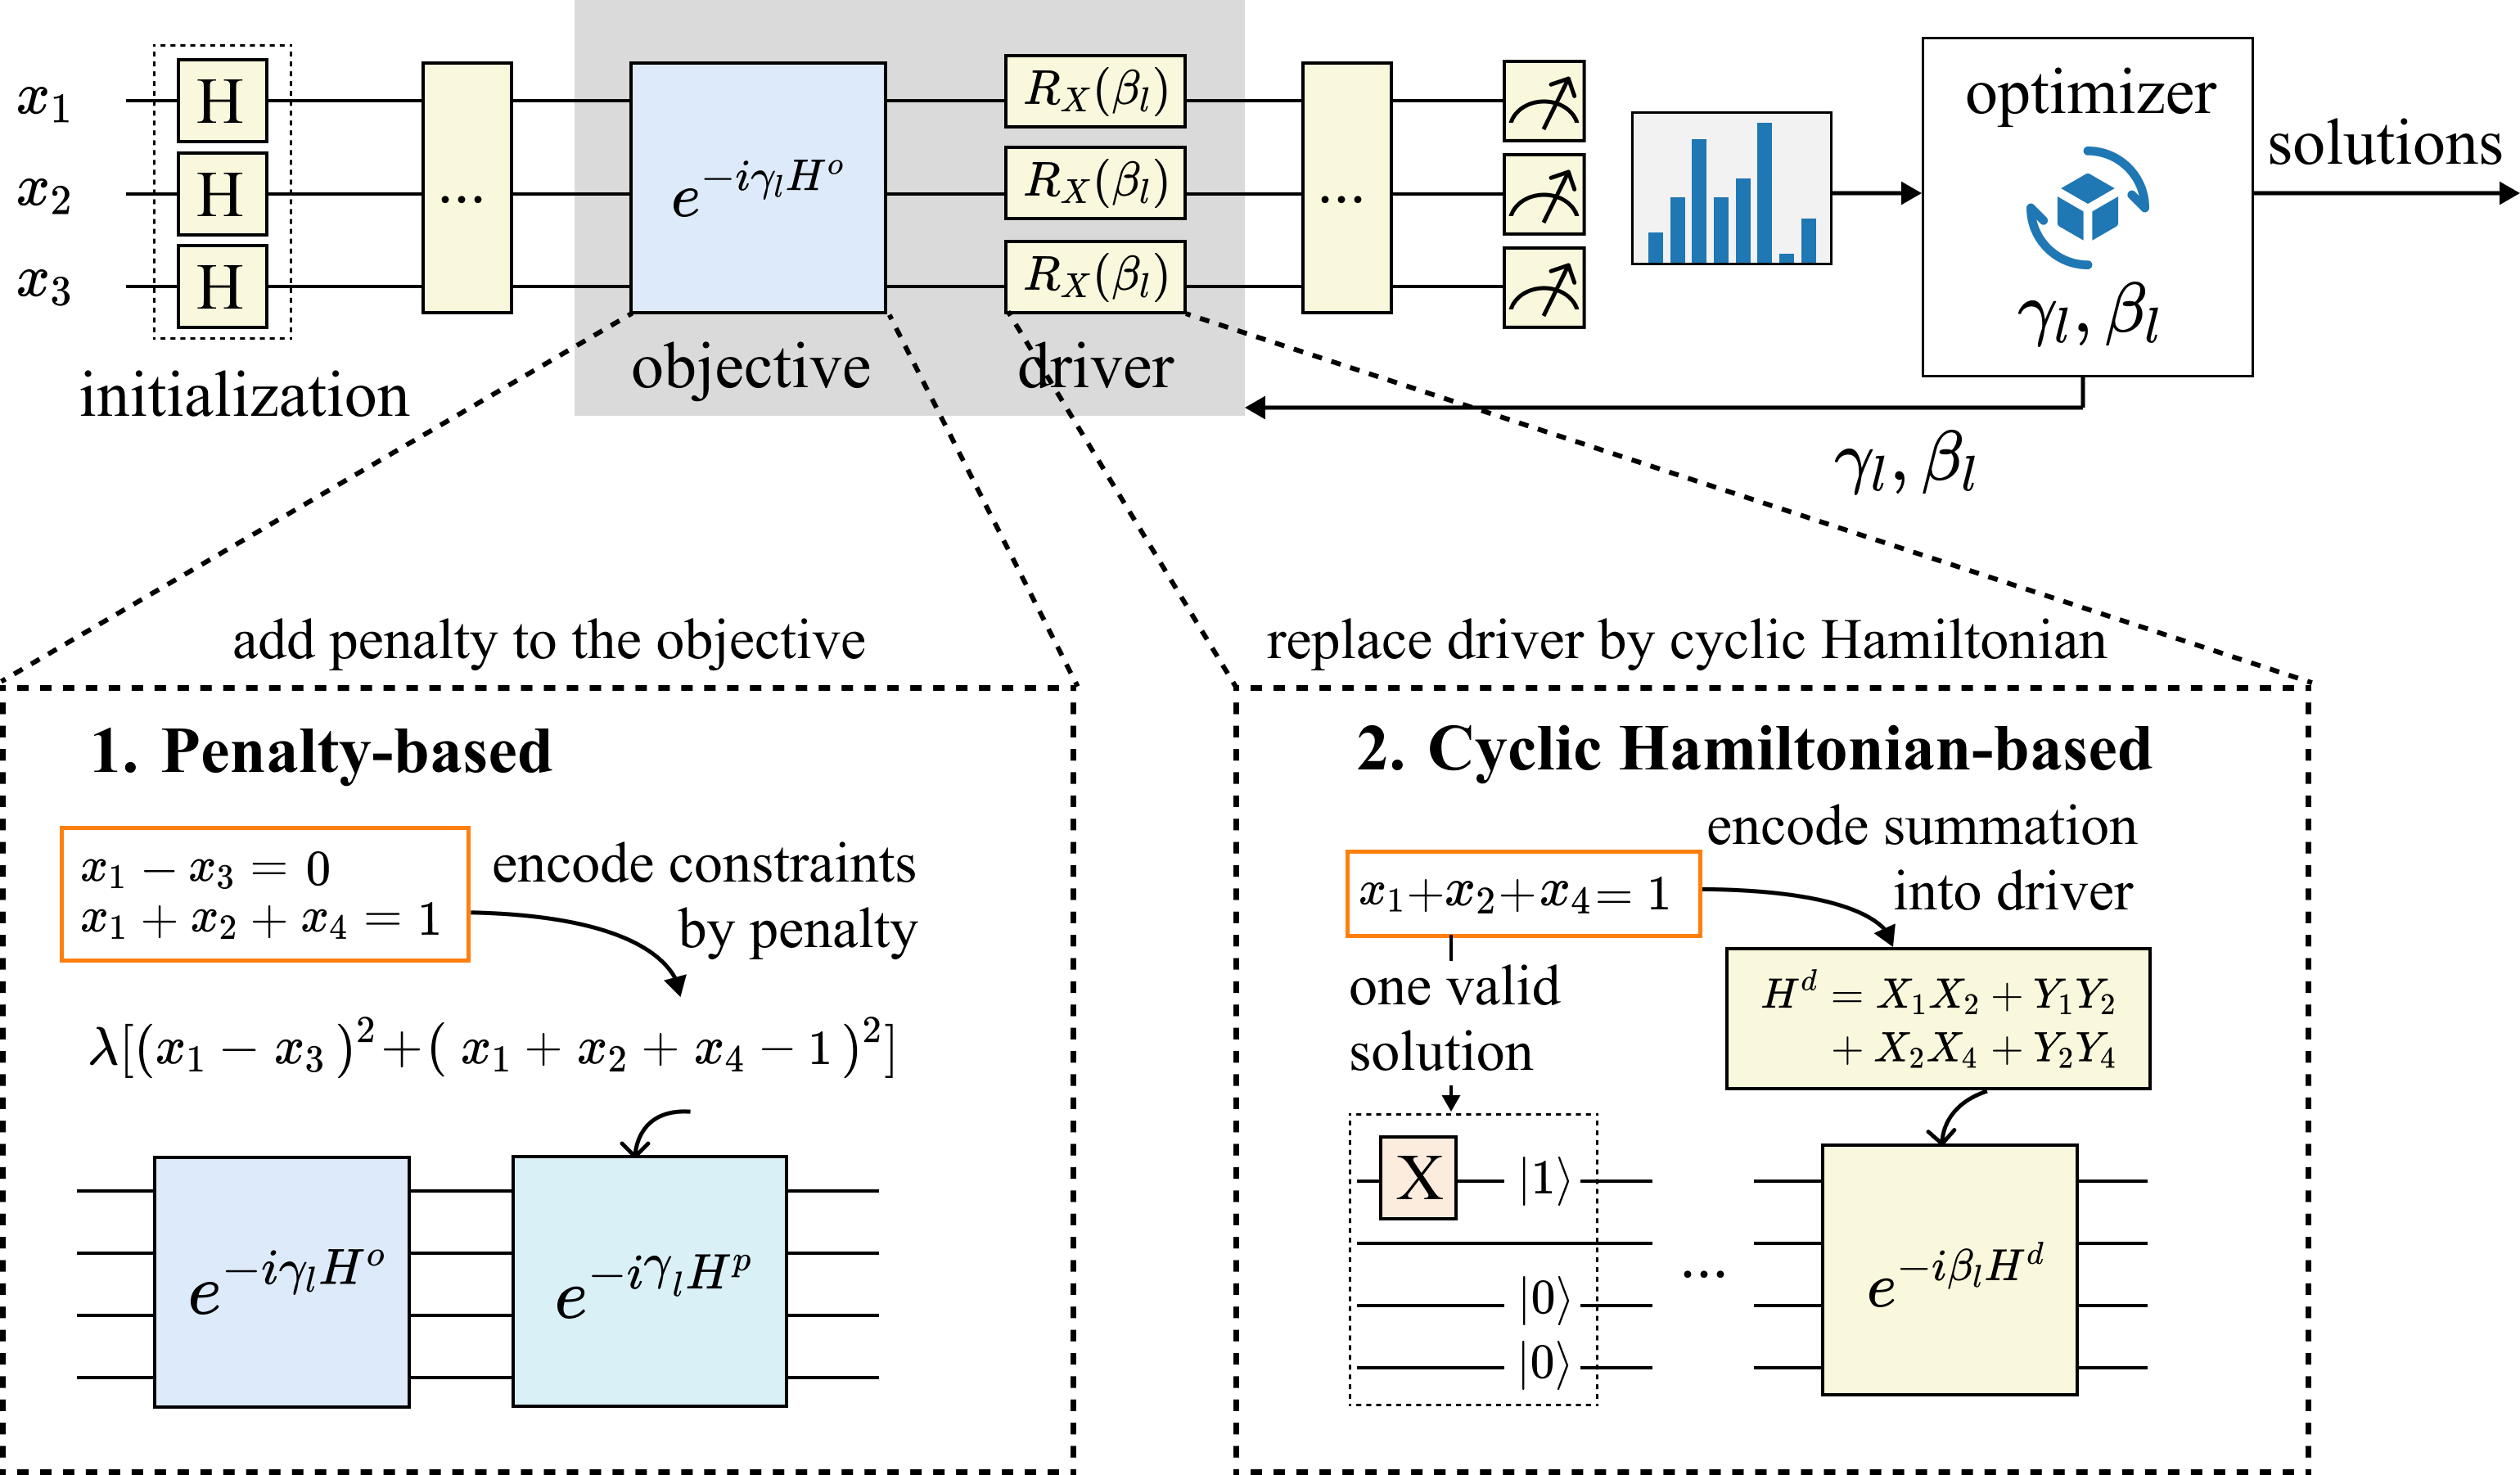 x₁
x₂
x₃
H
H
H
initialization
...
e^{-iγ_l H^o}
objective
R_X(β_l)
R_X(β_l)
R_X(β_l)
driver
...
optimizer
γ_l, β_l
solutions
γ_l, β_l
add penalty to the objective
1. Penalty-based
x₁ − x₃ = 0
x₁ + x₂ + x₄ = 1
encode constraints
by penalty
λ[(x₁ − x₃)² + (x₁ + x₂ + x₄ − 1)²]
e^{-iγ_l H^o}
e^{-iγ_l H^p}
replace driver by cyclic Hamiltonian
2. Cyclic Hamiltonian-based
x₁+x₂+x₄= 1
encode summation
into driver
one valid
solution
H^d = X₁X₂ + Y₁Y₂
+ X₂X₄ + Y₂Y₄
X
|1⟩
|0⟩
|0⟩
...
e^{-iβ_l H^d}